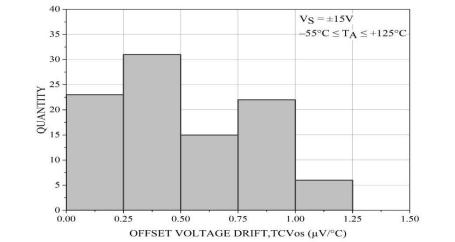 40
35
30
25
20
15
10
5
0
QUANTITY
VS = ±15V
–55°C ≤ TA ≤ +125°C
0.00 0.25 0.50 0.75 1.00 1.25 1.50
OFFSET VOLTAGE DRIFT,TCVos (μV/°C)